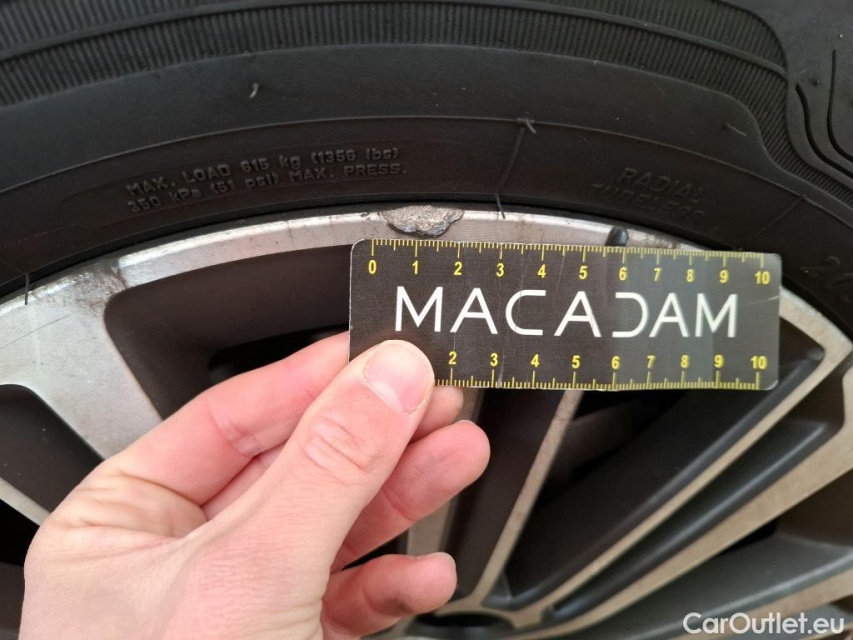 MAX. LOAD 615 kg (1356 lbs)
350 kPa (51 psi) MAX. PRESS.
RADIAL
TUBELESS
0 1 2 3 4 5 6 7 8 9 10
MACADAM
2 3 4 5 6 7 8 9 10
CarOutlet.eu